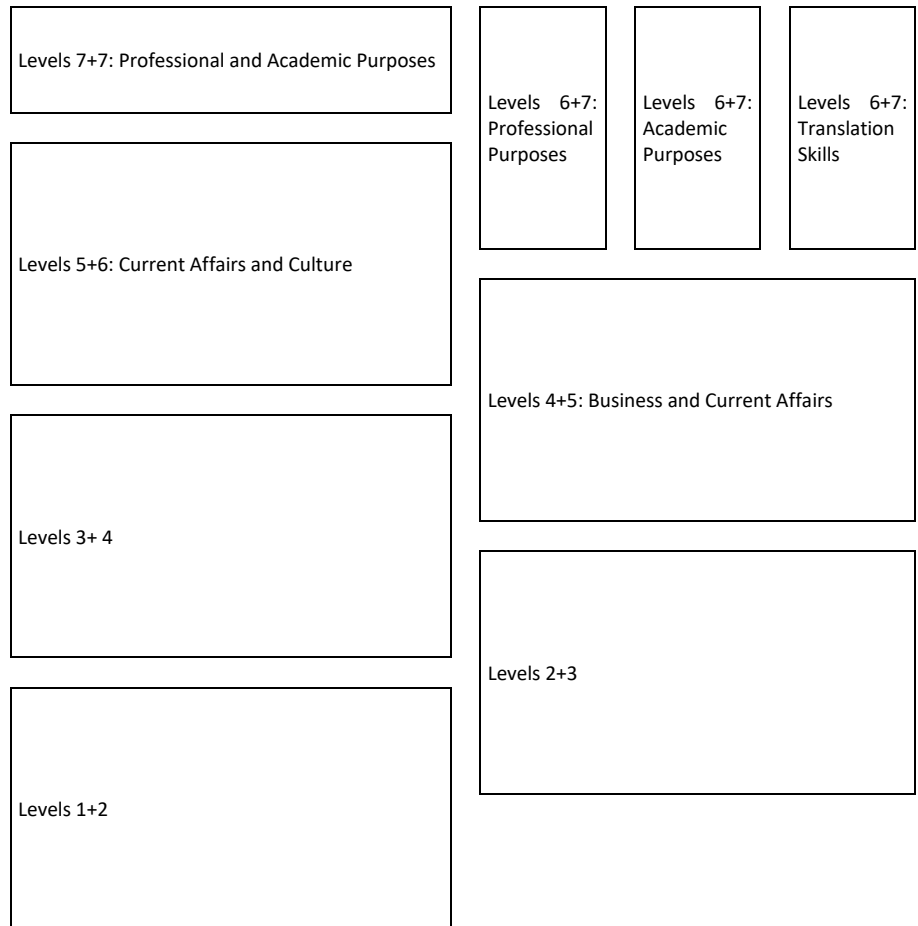 Levels 7+7: Professional and Academic Purposes
Levels 5+6: Current Affairs and Culture
Levels 3+ 4
Levels 1+2
Levels 6+7:
Professional
Purposes
Levels 6+7:
Academic
Purposes
Levels 6+7:
Translation
Skills
Levels 4+5: Business and Current Affairs
Levels 2+3